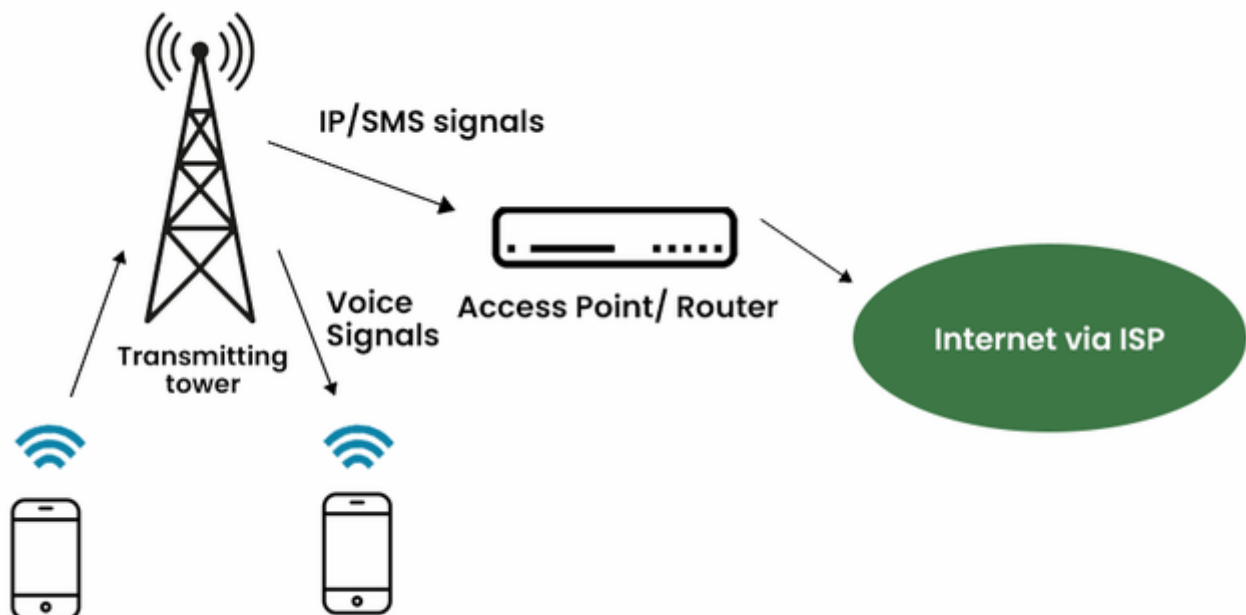 IP/SMS signals
Voice
Signals
Access Point/ Router
Transmitting
tower
Internet via ISP